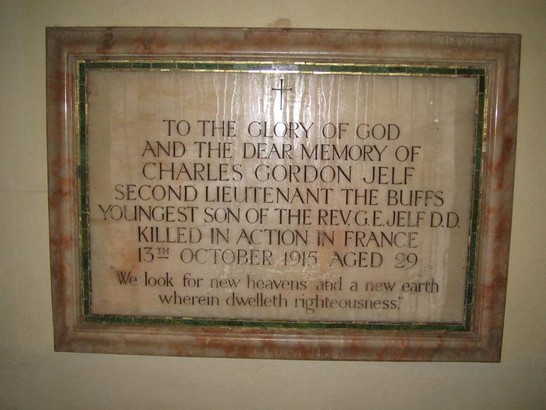 TO THE GLORY OF GOD
AND THE DEAR MEMORY OF
CHARLES GORDON JELF
SECOND LIEUTENANT THE BUFFS
YOUNGEST SON OF THE REV. G. E. JELF D.D.
KILLED IN ACTION IN FRANCE
13TH OCTOBER 1915 AGED 29
"We look for new heavens and a new earth
wherein dwelleth righteousness."